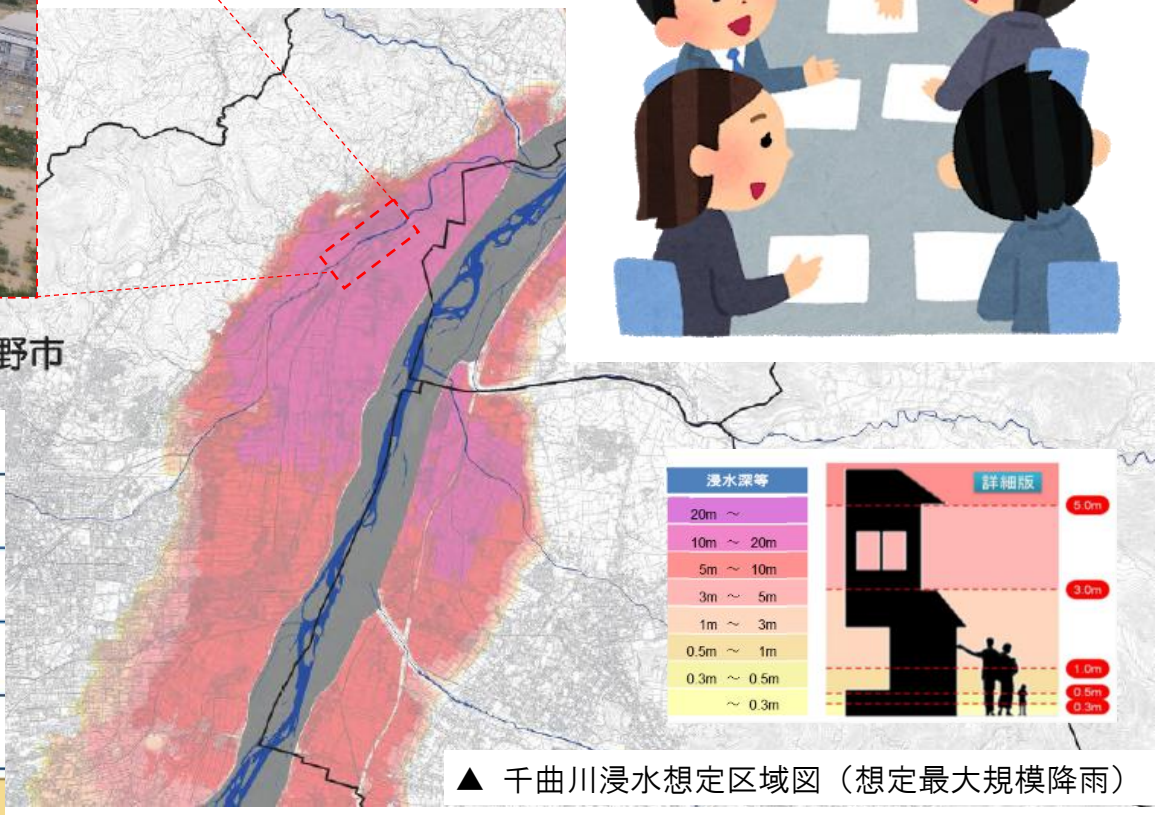 野市
浸水深等
20m ～
10m ～ 20m
5m ～ 10m
3m ～ 5m
1m ～ 3m
0.5m ～ 1m
0.3m ～ 0.5m
～ 0.3m
詳細版
5.0m
3.0m
1.0m
0.5m
0.3m
▲ 千曲川浸水想定区域図（想定最大規模降雨）